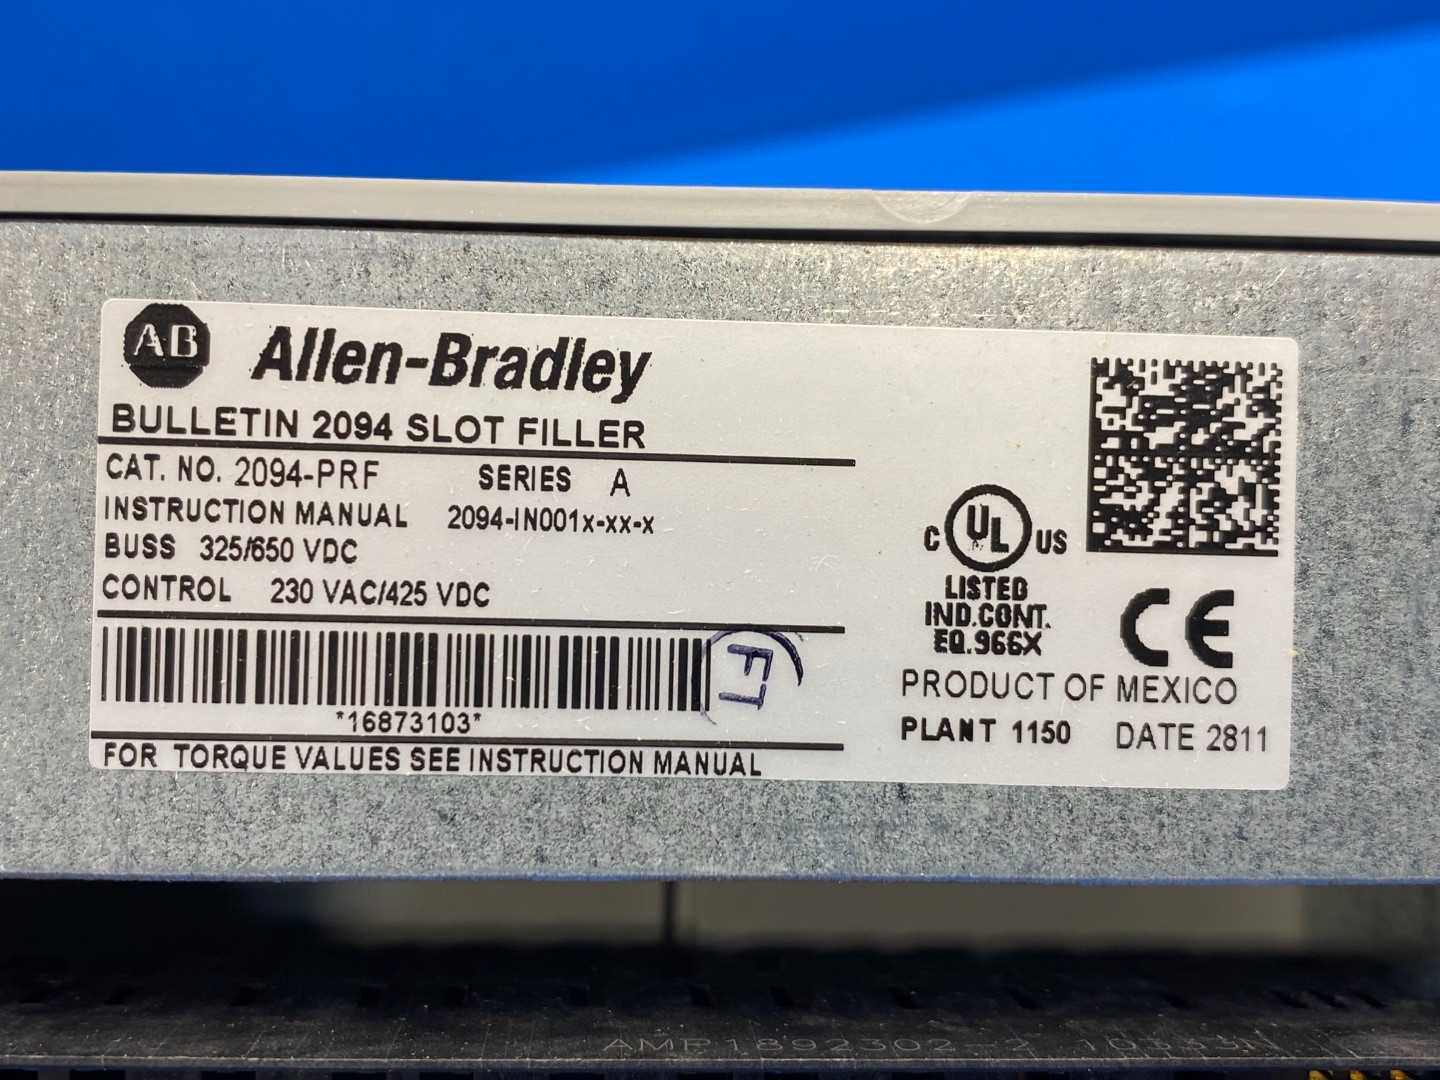 AB Allen-Bradley
BULLETIN 2094 SLOT FILLER
CAT. NO. 2094-PRF SERIES A
INSTRUCTION MANUAL 2094-IN001x-xx-x
BUSS 325/650 VDC
CONTROL 230 VAC/425 VDC
*16873103*
FT
FOR TORQUE VALUES SEE INSTRUCTION MANUAL
C UL US
LISTED
IND.CONT.
EQ.966X
CE
PRODUCT OF MEXICO
PLANT 1150 DATE 2811
AMP 1892302-2